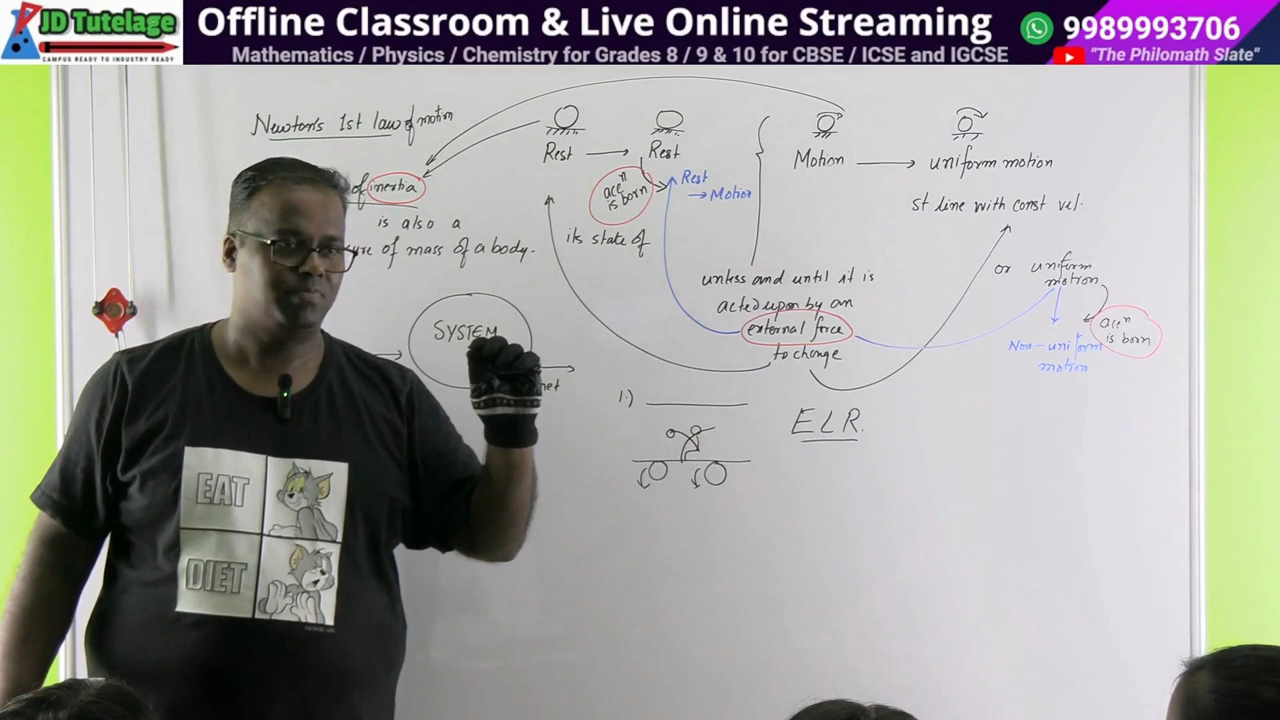 JD Tutelage
CAMPUS READY TO INDUSTRY READY
Offline Classroom & Live Online Streaming
9989993706
Mathematics / Physics / Chemistry for Grades 8 / 9 & 10 for CBSE / ICSE and IGCSE
"The Philomath Slate"
Newton's 1st law of motion
of inertia
is also a
ure of mass of a body.
Rest → Rest
aceⁿ
is born
Rest
→ Motion
its state of
Motion → uniform motion
st line with const vel.
unless and until it is
acted upon by an
external force
to change
or uniform
motion
Non-uniform
motion
aceⁿ
is born
SYSTEM
net
1.)
ELR.
EAT
DIET